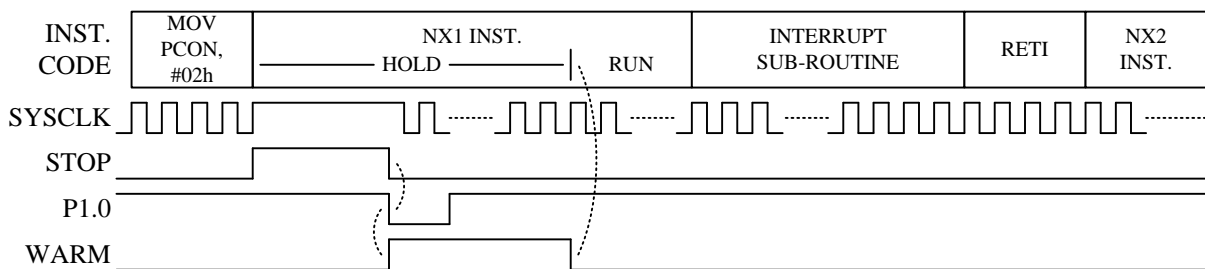 INST.
CODE
MOV
PCON,
#02h
NX1 INST.
HOLD
RUN
INTERRUPT
SUB-ROUTINE
RETI
NX2
INST.
SYSCLK
STOP
P1.0
WARM